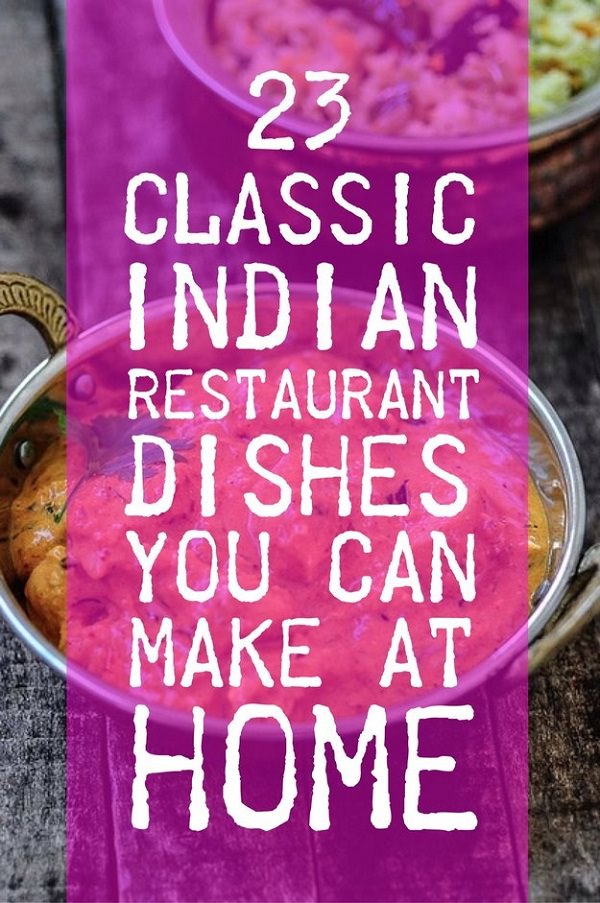 23
CLASSIC
INDIAN
RESTAURANT
DISHES
YOU CAN
MAKE AT
HOME